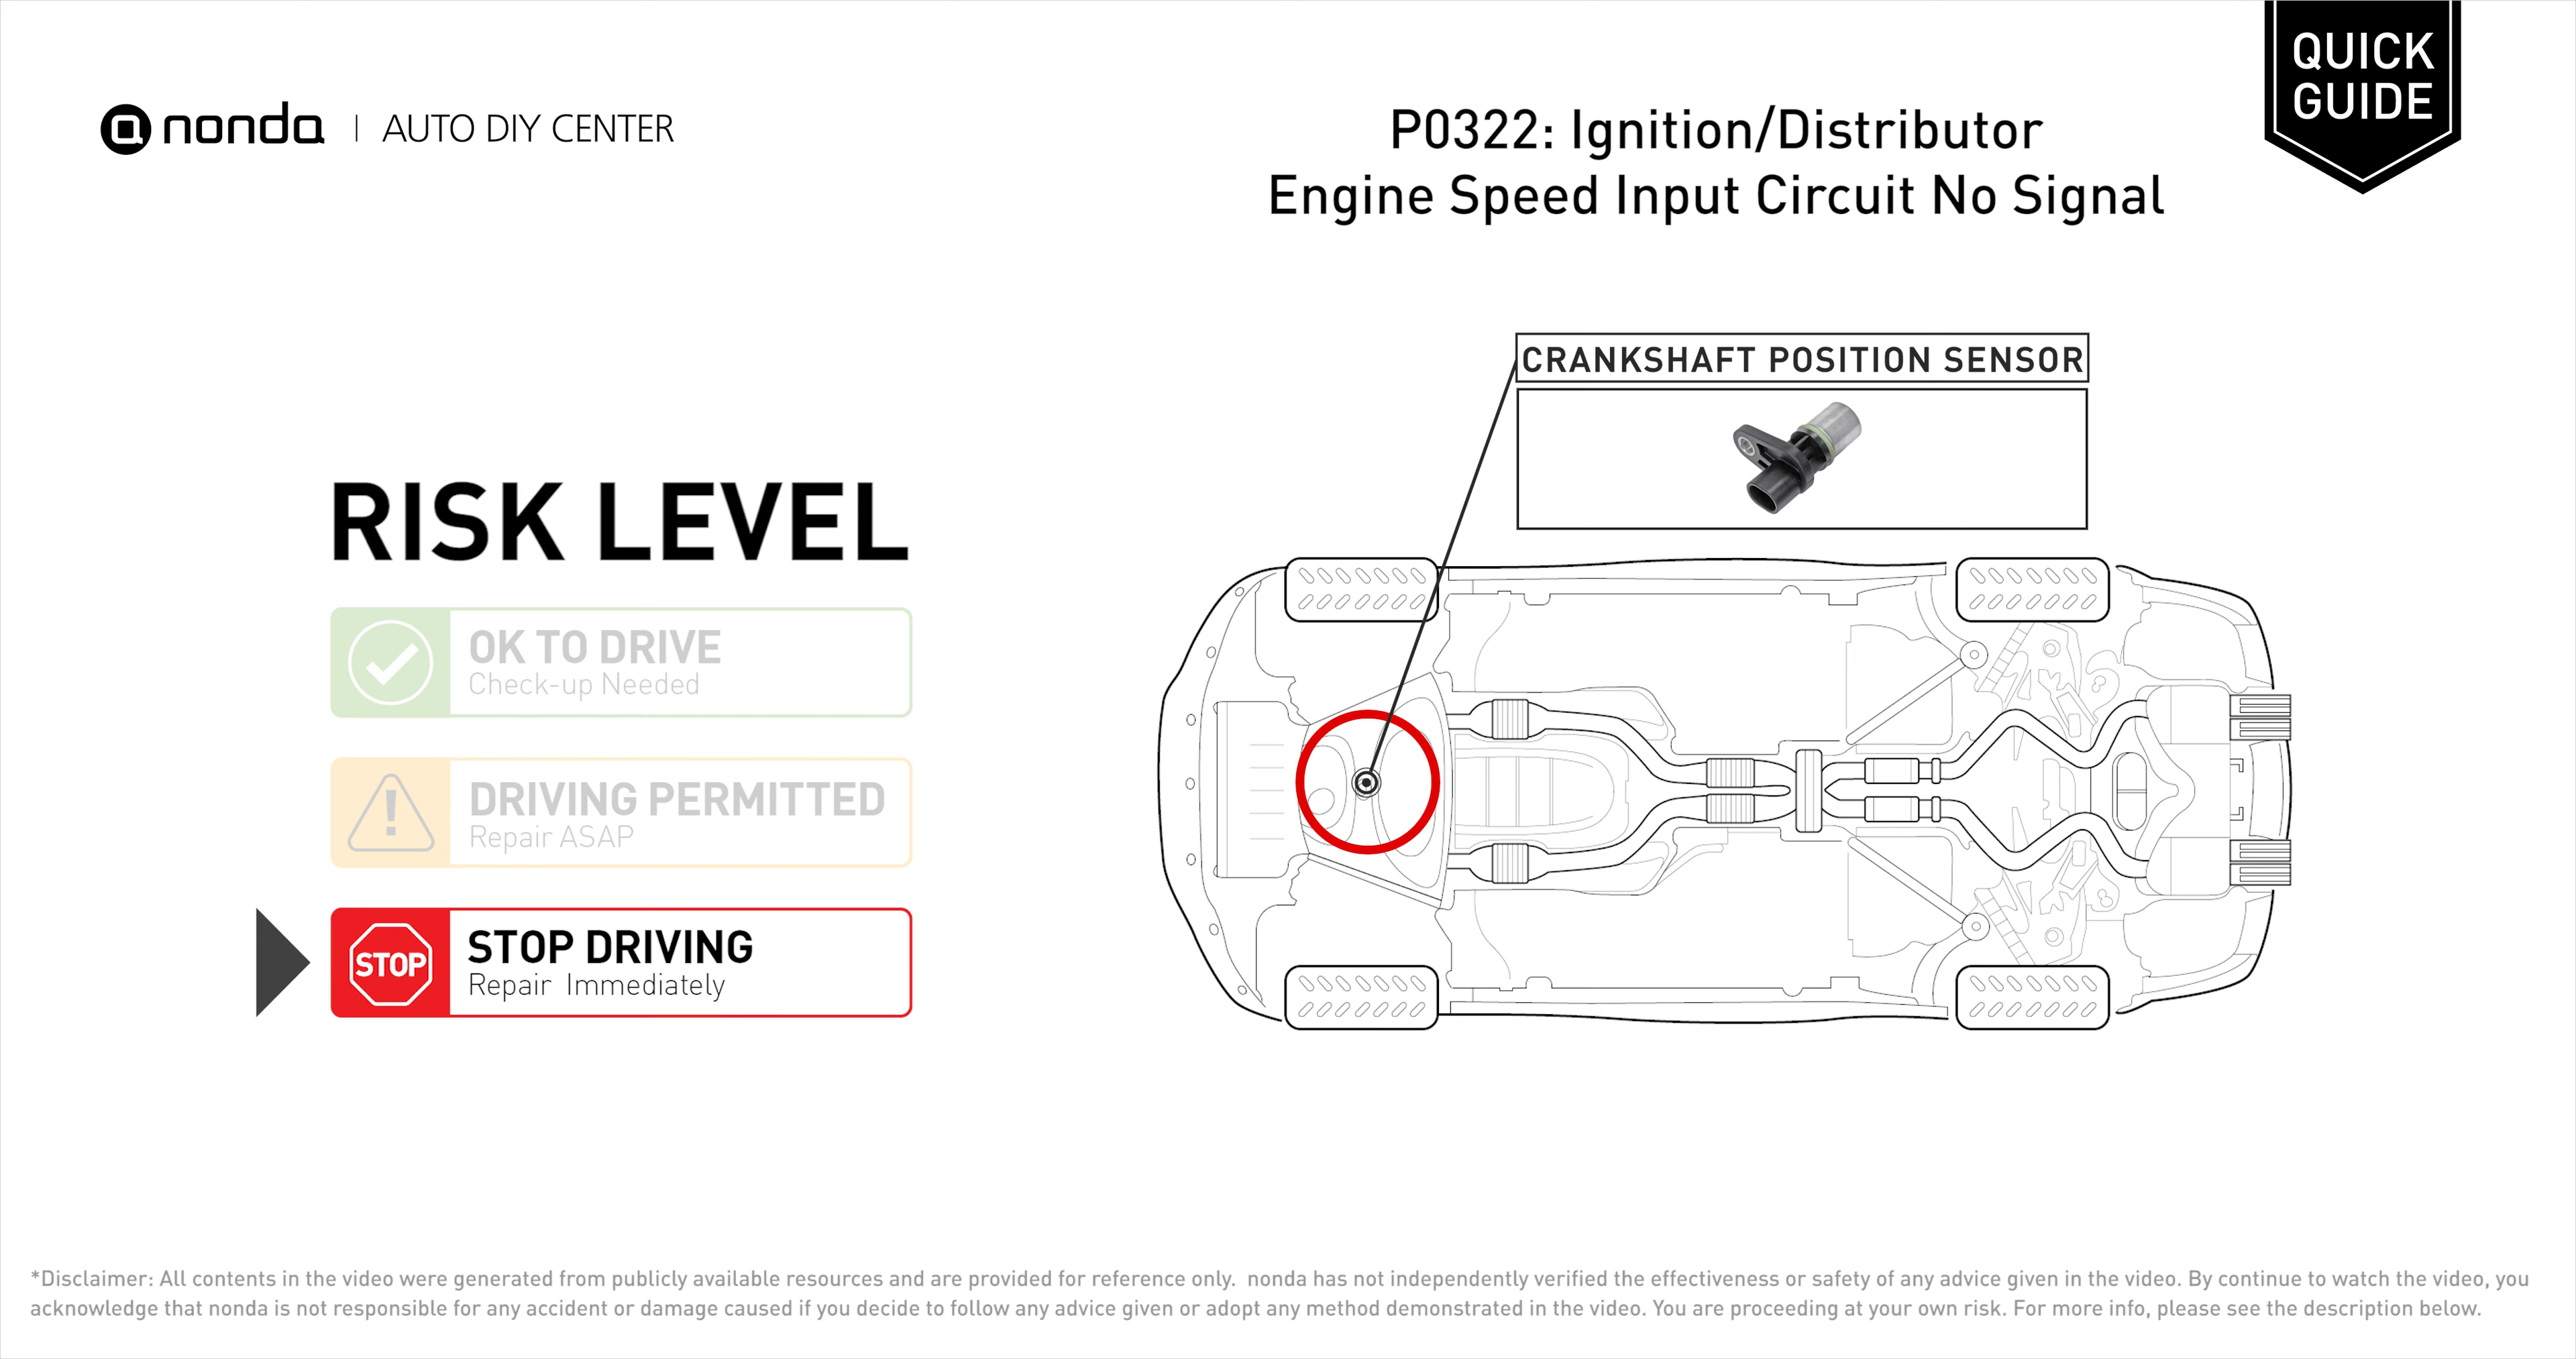 nonda | AUTO DIY CENTER
QUICK
GUIDE
P0322: Ignition/Distributor
Engine Speed Input Circuit No Signal
CRANKSHAFT POSITION SENSOR
RISK LEVEL
OK TO DRIVE
Check-up Needed
DRIVING PERMITTED
Repair ASAP
STOP
STOP DRIVING
Repair Immediately
*Disclaimer: All contents in the video were generated from publicly available resources and are provided for reference only. nonda has not independently verified the effectiveness or safety of any advice given in the video. By continue to watch the video, you
acknowledge that nonda is not responsible for any accident or damage caused if you decide to follow any advice given or adopt any method demonstrated in the video. You are proceeding at your own risk. For more info, please see the description below.